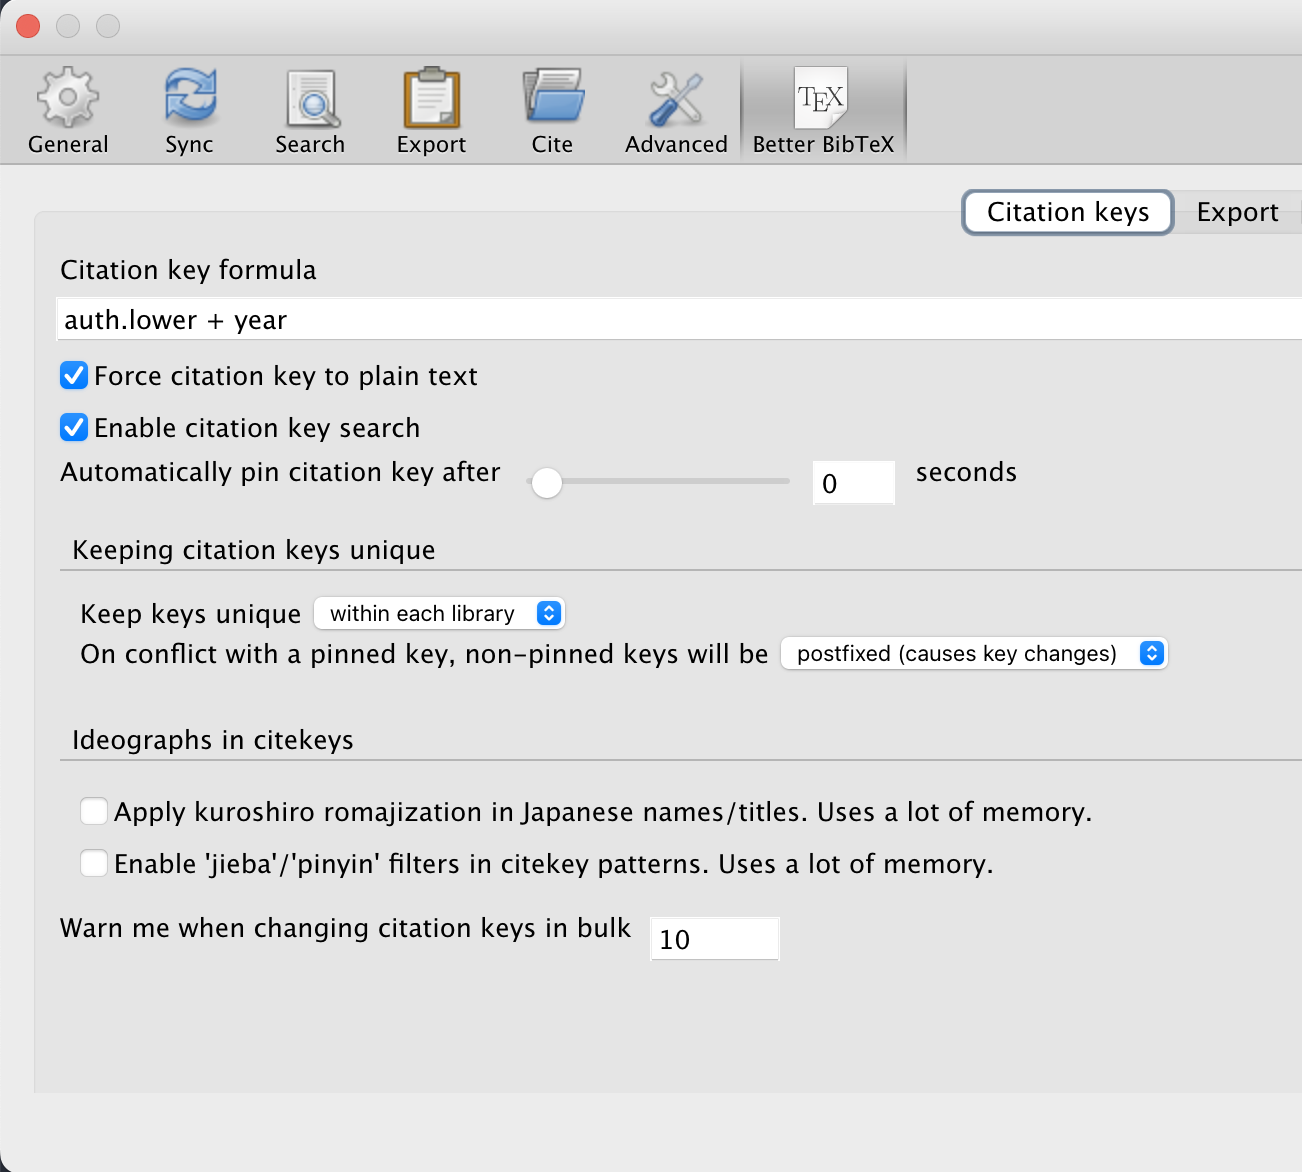 General Sync Search Export Cite Advanced Better BibTeX
TEX
Citation keys Export
Citation key formula
auth.lower + year
Force citation key to plain text
Enable citation key search
Automatically pin citation key after 0 seconds
Keeping citation keys unique
Keep keys unique within each library
On conflict with a pinned key, non-pinned keys will be postfixed (causes key changes)
Ideographs in citekeys
Apply kuroshiro romajization in Japanese names/titles. Uses a lot of memory.
Enable 'jieba'/'pinyin' filters in citekey patterns. Uses a lot of memory.
Warn me when changing citation keys in bulk 10